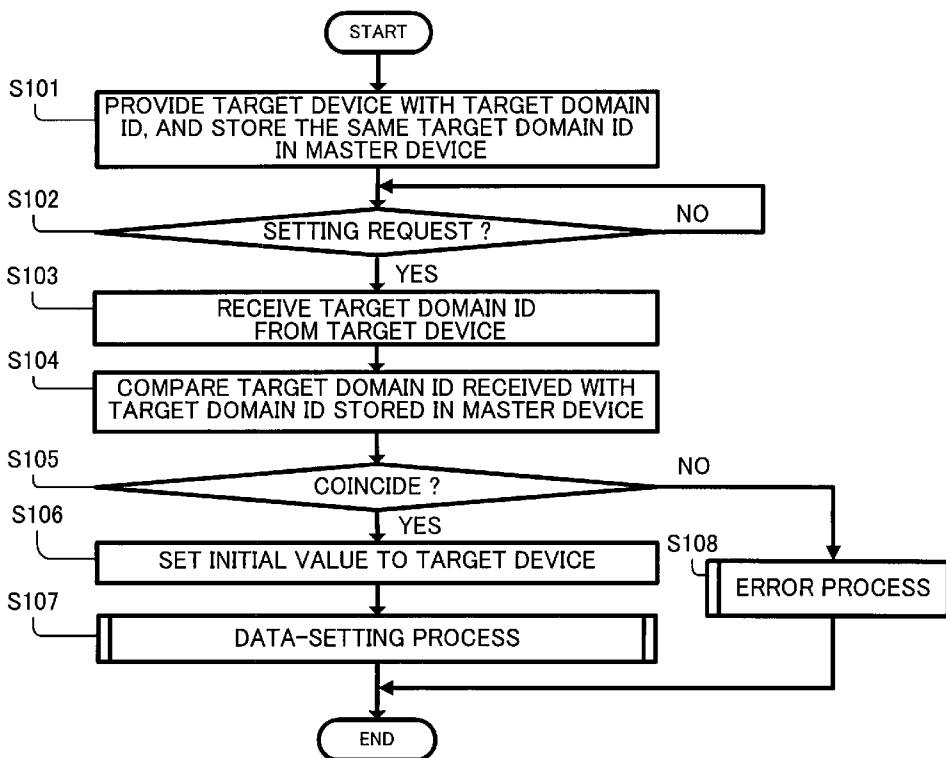 START
S101
PROVIDE TARGET DEVICE WITH TARGET DOMAIN
ID, AND STORE THE SAME TARGET DOMAIN ID
IN MASTER DEVICE
S102
SETTING REQUEST ?
NO
YES
S103
RECEIVE TARGET DOMAIN ID
FROM TARGET DEVICE
S104
COMPARE TARGET DOMAIN ID RECEIVED WITH
TARGET DOMAIN ID STORED IN MASTER DEVICE
S105
COINCIDE ?
NO
YES
S106
SET INITIAL VALUE TO TARGET DEVICE
S108
ERROR PROCESS
S107
DATA-SETTING PROCESS
END